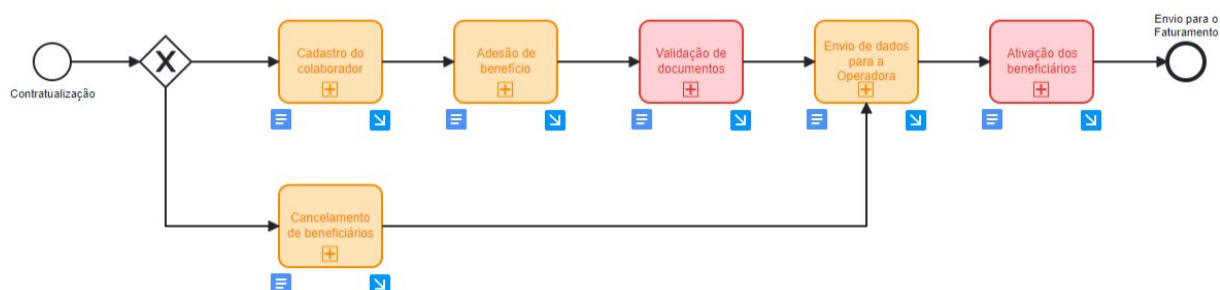 Envio para o
Faturamento
Contratualização
Cadastro do
colaborador
Adesão de
benefício
Validação de
documentos
Envio de dados
para a
Operadora
Ativação dos
beneficiários
Cancelamento
de beneficiários